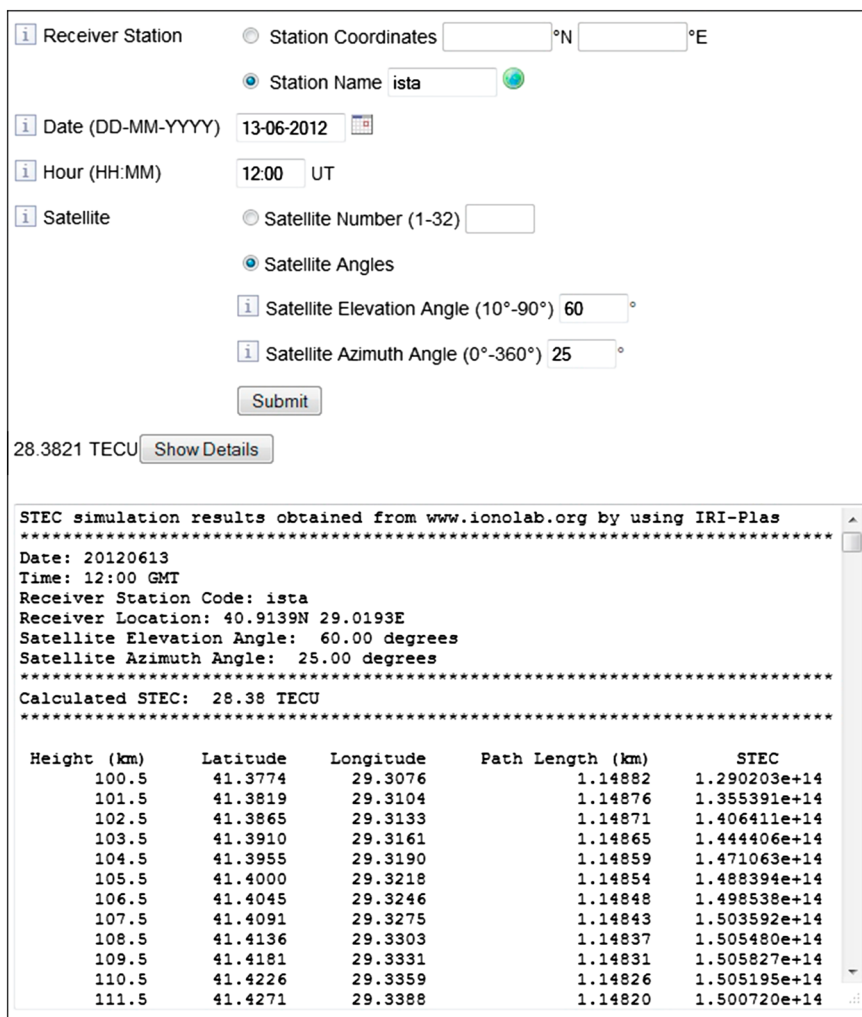 i Receiver Station Station Coordinates °N °E
Station Name ista
i Date (DD-MM-YYYY) 13-06-2012
i Hour (HH:MM) 12:00 UT
i Satellite Satellite Number (1-32)
Satellite Angles
i Satellite Elevation Angle (10°-90°) 60 °
i Satellite Azimuth Angle (0°-360°) 25 °
Submit
28.3821 TECU Show Details
STEC simulation results obtained from www.ionolab.org by using IRI-Plas
*****************************************************************************
Date: 20120613
Time: 12:00 GMT
Receiver Station Code: ista
Receiver Location: 40.9139N 29.0193E
Satellite Elevation Angle: 60.00 degrees
Satellite Azimuth Angle: 25.00 degrees
*****************************************************************************
Calculated STEC: 28.38 TECU
*****************************************************************************
Height (km) Latitude Longitude Path Length (km) STEC
100.5 41.3774 29.3076 1.14882 1.290203e+14
101.5 41.3819 29.3104 1.14876 1.355391e+14
102.5 41.3865 29.3133 1.14871 1.406411e+14
103.5 41.3910 29.3161 1.14865 1.444406e+14
104.5 41.3955 29.3190 1.14859 1.471063e+14
105.5 41.4000 29.3218 1.14854 1.488394e+14
106.5 41.4045 29.3246 1.14848 1.498538e+14
107.5 41.4091 29.3275 1.14843 1.503592e+14
108.5 41.4136 29.3303 1.14837 1.505480e+14
109.5 41.4181 29.3331 1.14831 1.505827e+14
110.5 41.4226 29.3359 1.14826 1.505195e+14
111.5 41.4271 29.3388 1.14820 1.500720e+14